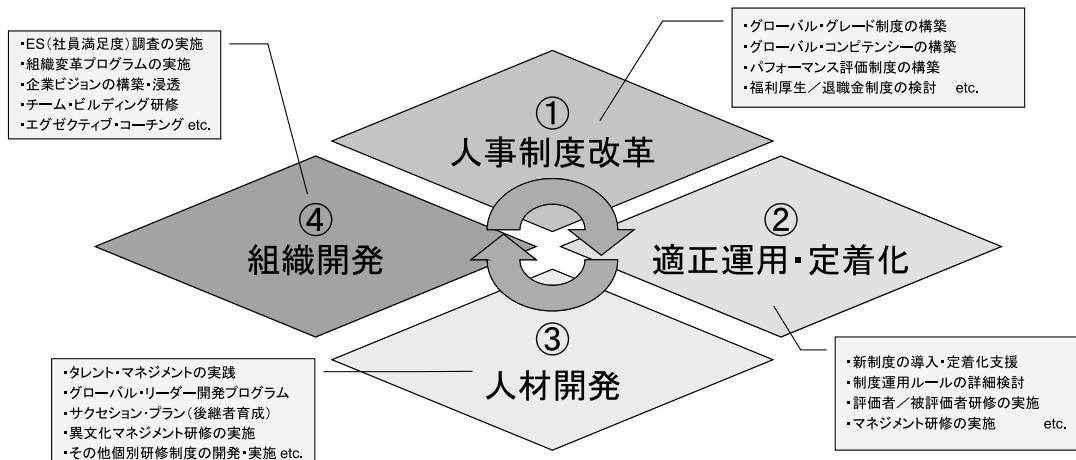 ・グローバル・グレード制度の構築
・グローバル・コンピテンシーの構築
・パフォーマンス評価制度の構築
・福利厚生／退職金制度の検討 etc.
・ES（社員満足度）調査の実施
・組織変革プログラムの実施
・企業ビジョンの構築・浸透
・チーム・ビルディング研修
・エグゼクティブ・コーチング etc.
①
人事制度改革
④
組織開発
②
適正運用・定着化
③
人材開発
・タレント・マネジメントの実践
・グローバル・リーダー開発プログラム
・サクセション・プラン（後継者育成）
・異文化マネジメント研修の実施
・その他個別研修制度の開発・実施 etc.
・新制度の導入・定着化支援
・制度運用ルールの詳細検討
・評価者／被評価者研修の実施
・マネジメント研修の実施 etc.